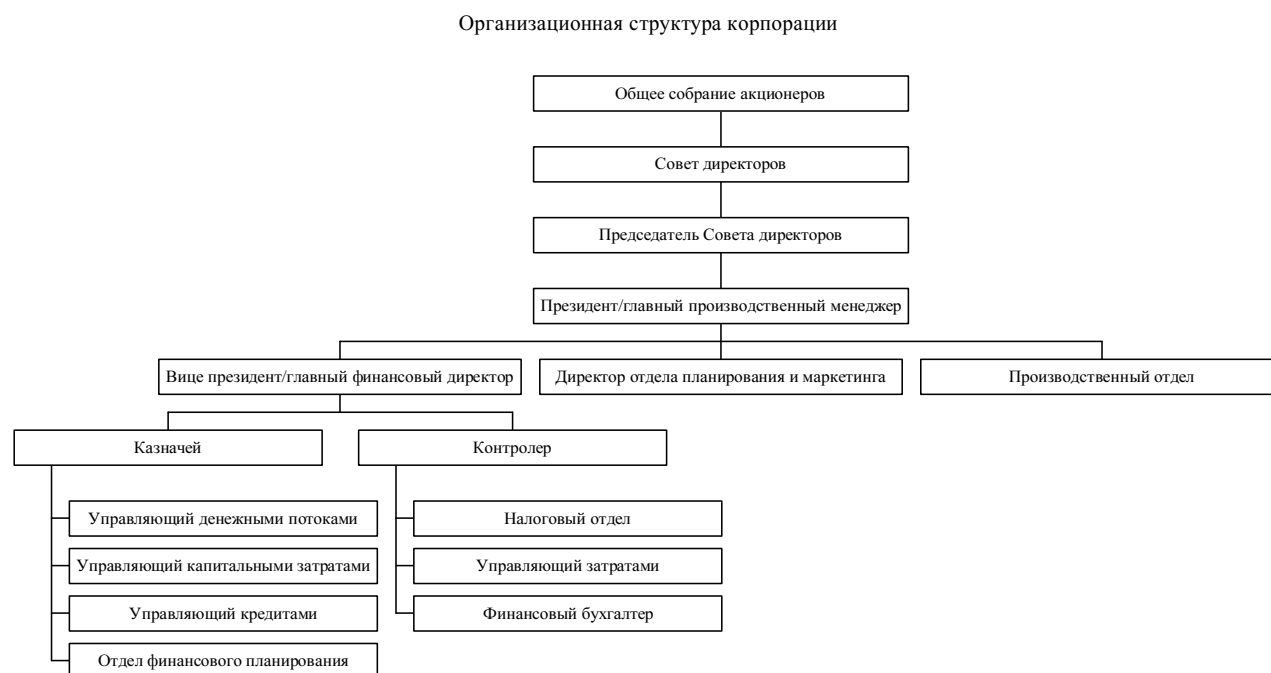 Организационная структура корпорации
Общее собрание акционеров
Совет директоров
Председатель Совета директоров
Президент/главный производственный менеджер
Вице президент/главный финансовый директор
Директор отдела планирования и маркетинга
Производственный отдел
Казначей
Контролер
Управляющий денежными потоками
Управляющий капитальными затратами
Управляющий кредитами
Отдел финансового планирования
Налоговый отдел
Управляющий затратами
Финансовый бухгалтер